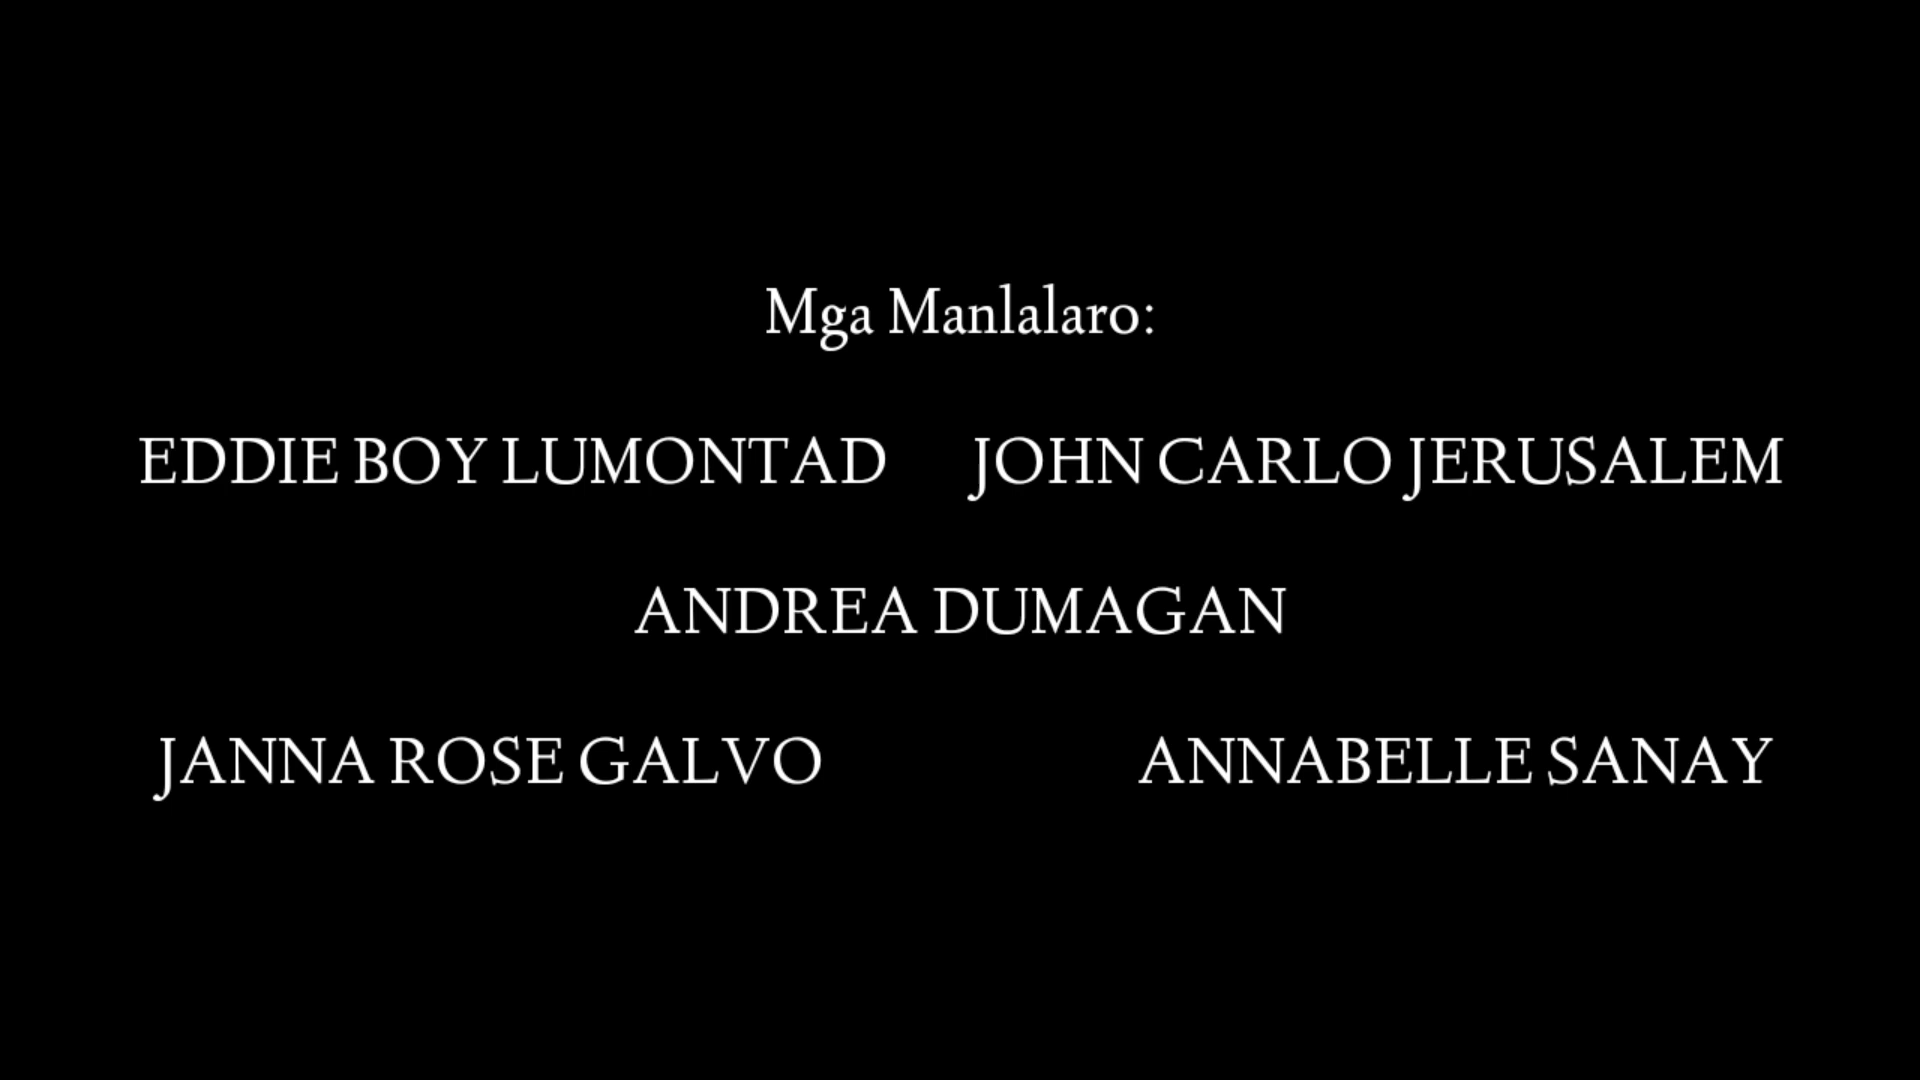 Mga Manlalaro:
EDDIE BOY LUMONTAD JOHN CARLO JERUSALEM
ANDREA DUMAGAN
JANNA ROSE GALVO ANNABELLE SANAY